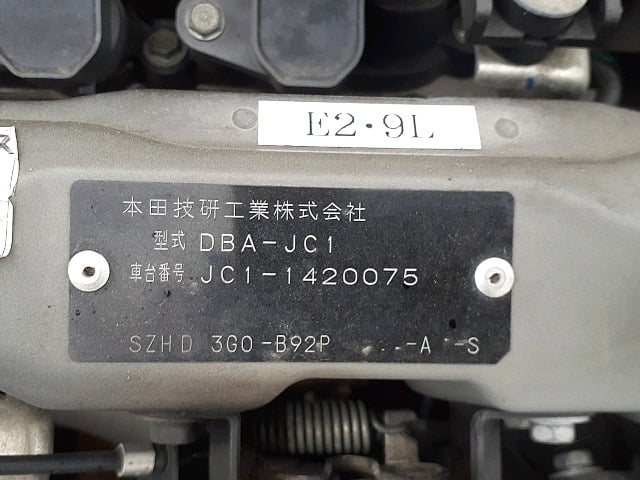 E2・9L
本田技研工業株式会社
型式 DBA-JC1
車台番号 JC1-1420075
SZHD 3G0-B92P -A -S